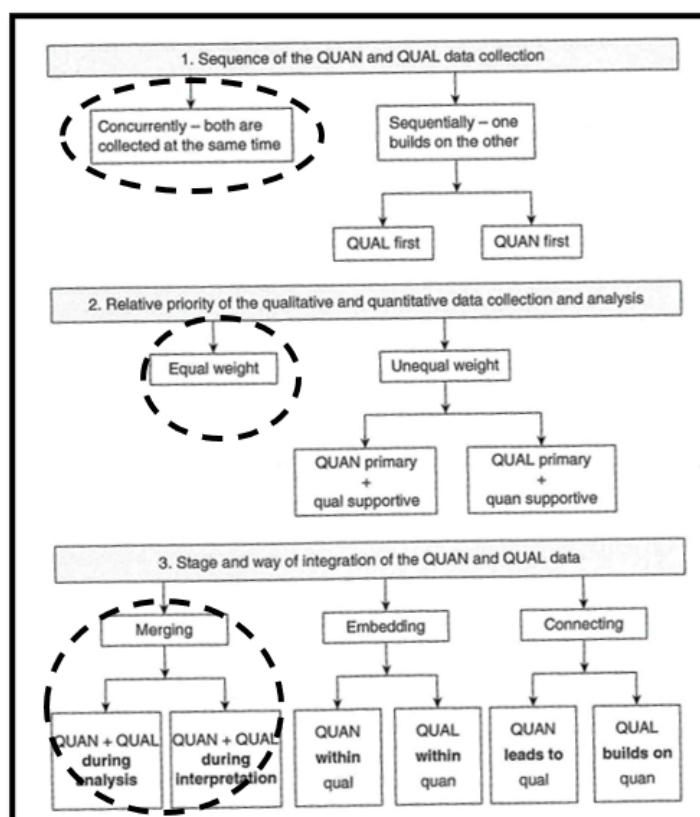 1. Sequence of the QUAN and QUAL data collection
Concurrently – both are
collected at the same time
Sequentially – one
builds on the other
QUAL first
QUAN first
2. Relative priority of the qualitative and quantitative data collection and analysis
Equal weight
Unequal weight
QUAN primary
+
qual supportive
QUAL primary
+
quan supportive
3. Stage and way of integration of the QUAN and QUAL data
Merging
Embedding
Connecting
QUAN + QUAL
during
analysis
QUAN + QUAL
during
interpretation
QUAN
within
qual
QUAL
within
quan
QUAN
leads to
qual
QUAL
builds on
quan